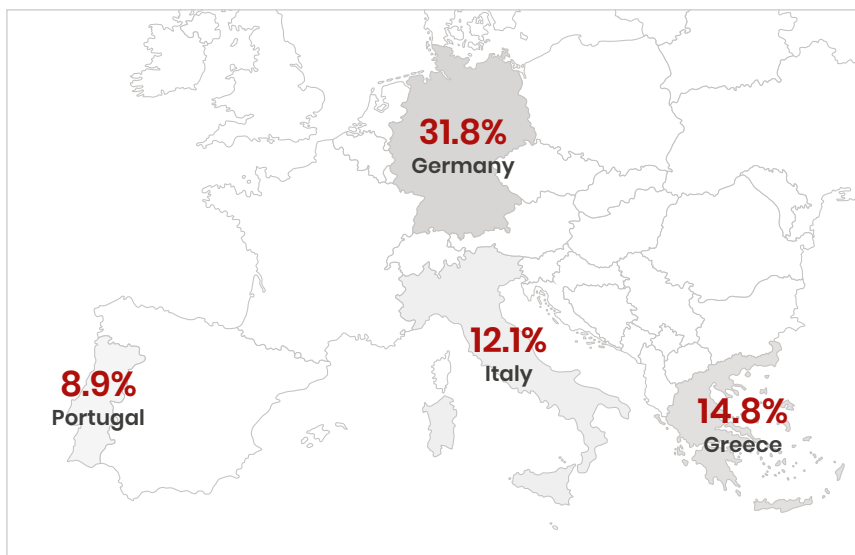 31.8%
Germany
12.1%
Italy
8.9%
Portugal
14.8%
Greece